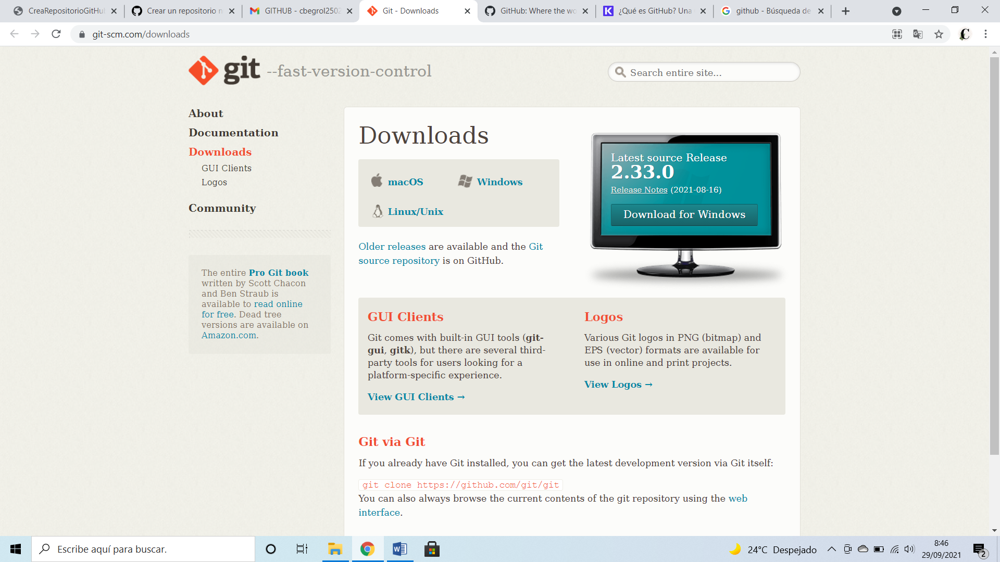 CreaRepositorioGitHu
Crear un repositorio n
GITHUB - cbegrol2502
Git - Downloads
GitHub: Where the wo
¿Qué es GitHub? Una
github - Búsqueda de
git-scm.com/downloads
git --fast-version-control
Search entire site...
About
Documentation
Downloads
GUI Clients
Logos
Community
The entire Pro Git book
written by Scott Chacon
and Ben Straub is
available to read online
for free. Dead tree
versions are available on
Amazon.com.
Downloads
macOS
Windows
Linux/Unix
Older releases are available and the Git
source repository is on GitHub.
Latest source Release
2.33.0
Release Notes (2021-08-16)
Download for Windows
GUI Clients
Git comes with built-in GUI tools (git-
gui, gitk), but there are several third-
party tools for users looking for a
platform-specific experience.
View GUI Clients →
Logos
Various Git logos in PNG (bitmap) and
EPS (vector) formats are available for
use in online and print projects.
View Logos →
Git via Git
If you already have Git installed, you can get the latest development version via Git itself:
git clone https://github.com/git/git
You can also always browse the current contents of the git repository using the web
interface.
Escribe aquí para buscar.
24°C Despejado
8:46
29/09/2021
2